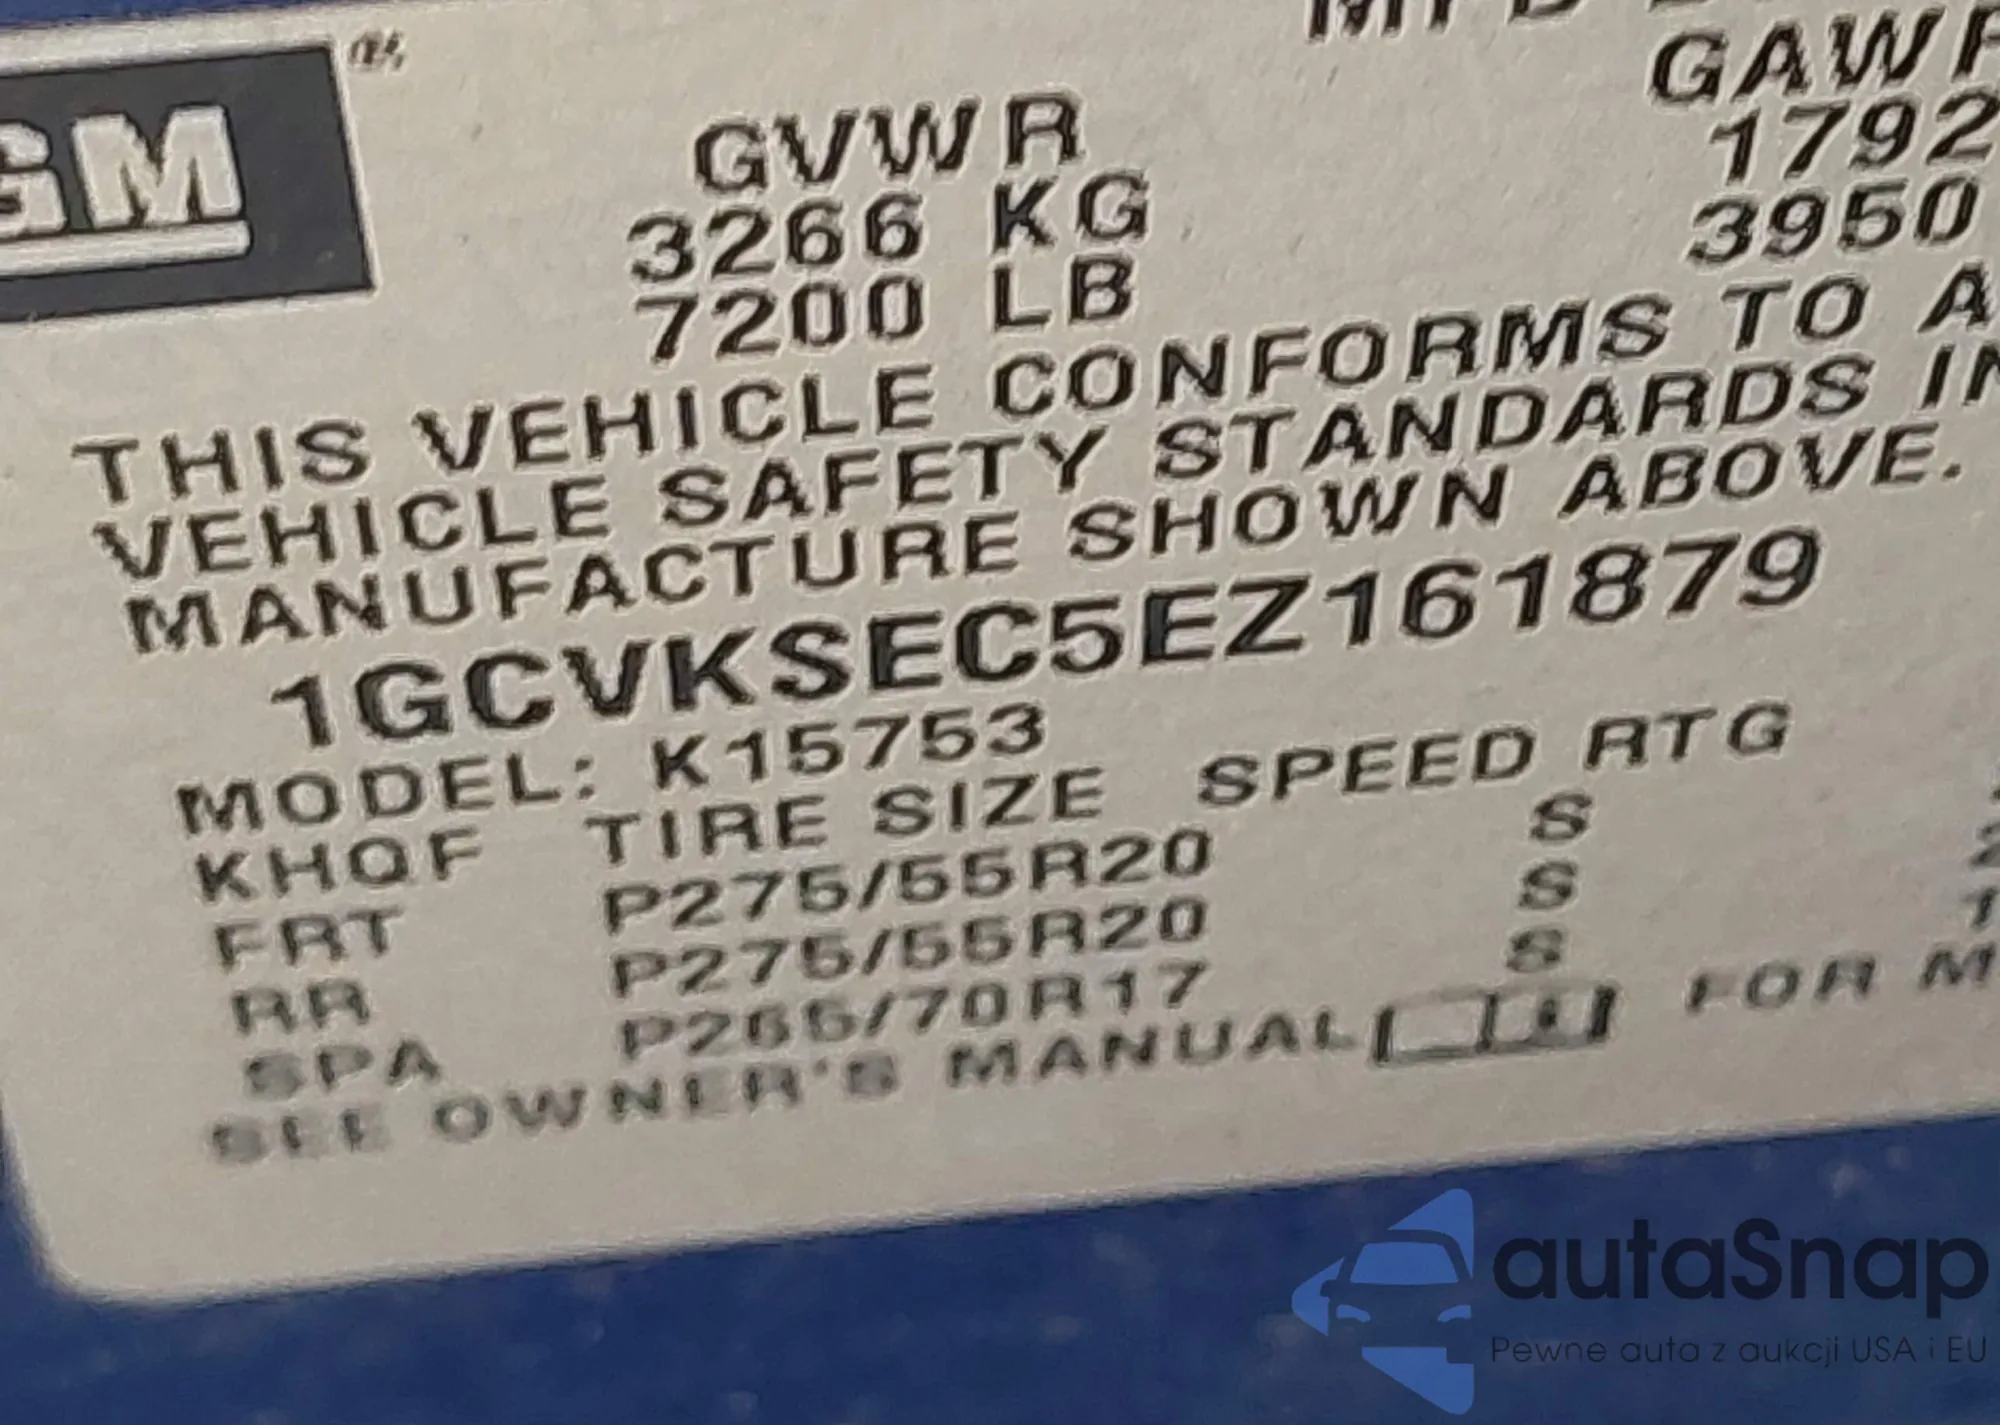 GM
GVWR
GAWR
3266 KG
1792
7200 LB
3950
THIS VEHICLE CONFORMS TO A
VEHICLE SAFETY STANDARDS IN
MANUFACTURE SHOWN ABOVE.
1GCVKSEC5EZ161879
MODEL: K15753
KHQF TIRE SIZE SPEED RTG
FRT P275/55R20 S
RR P275/55R20 S
SPA P265/70R17 S
SEE OWNER'S MANUAL FOR M
autaSnap
Pewne auta z aukcji USA i EU